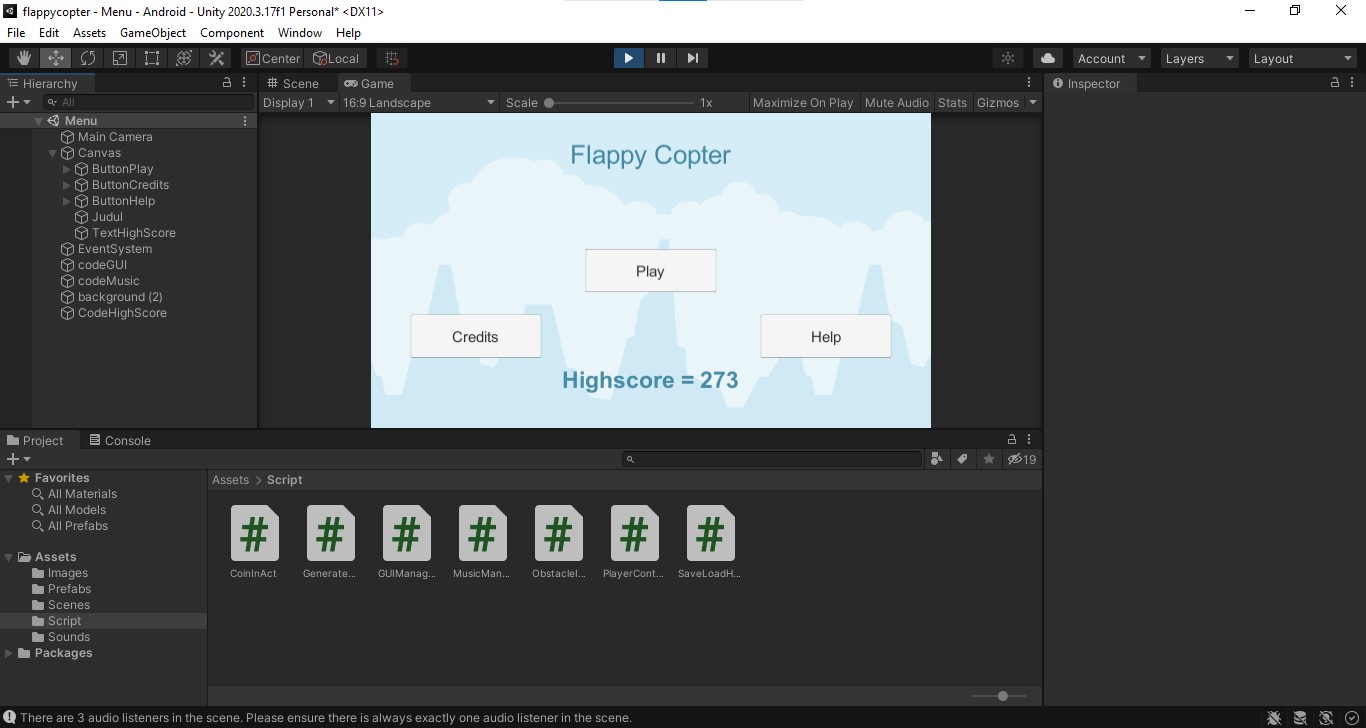 flappycopter - Menu - Android - Unity 2020.3.17f1 Personal* <DX11>
File Edit Assets GameObject Component Window Help
Center Local Account Layers Layout
Hierarchy
All
Menu
Main Camera
Canvas
ButtonPlay
ButtonCredits
ButtonHelp
Judul
TextHighScore
EventSystem
codeGUI
codeMusic
background (2)
CodeHighScore
Scene Game
Display 1 16:9 Landscape Scale 1x Maximize On Play Mute Audio Stats Gizmos
Flappy Copter
Play
Credits Help
Highscore = 273
Inspector
Project Console
19
Favorites
All Materials
All Models
All Prefabs
Assets
Images
Prefabs
Scenes
Script
Sounds
Packages
Assets > Script
# # # # # # #
CoinInAct Generate... GUIManag... MusicMan... ObstacleI... PlayerCont... SaveLoadH...
There are 3 audio listeners in the scene. Please ensure there is always exactly one audio listener in the scene.